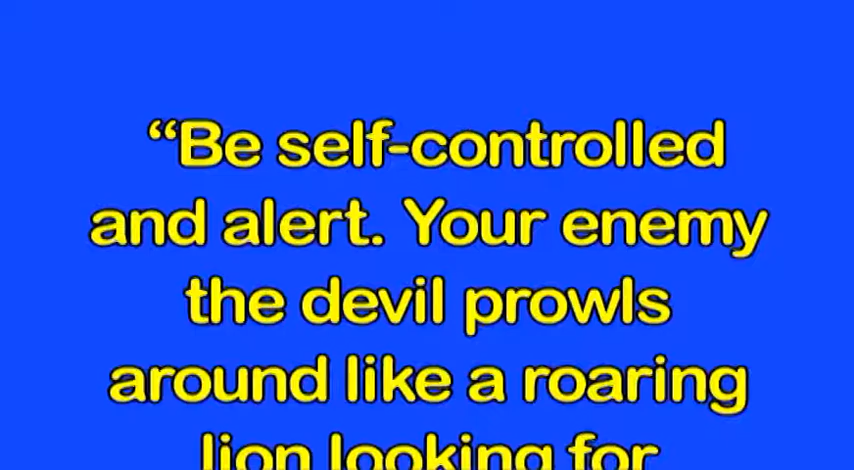 “Be self-controlled
and alert. Your enemy
the devil prowls
around like a roaring
lion looking for